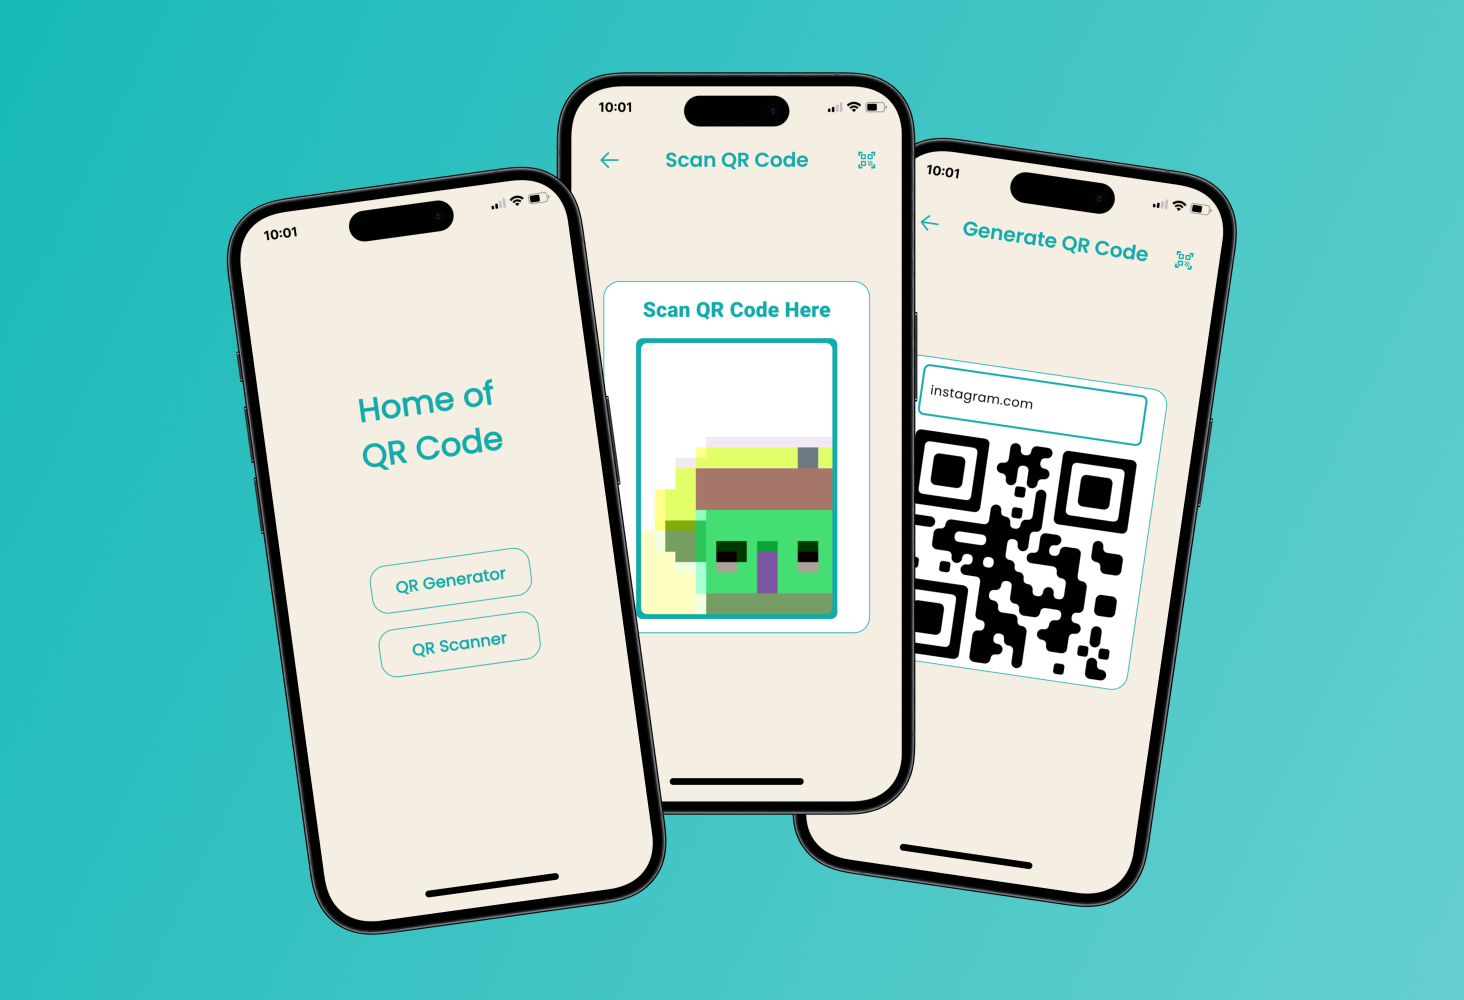 10:01
Home of
QR Code
QR Generator
QR Scanner
10:01
Scan QR Code
Scan QR Code Here
10:01
Generate QR Code
instagram.com